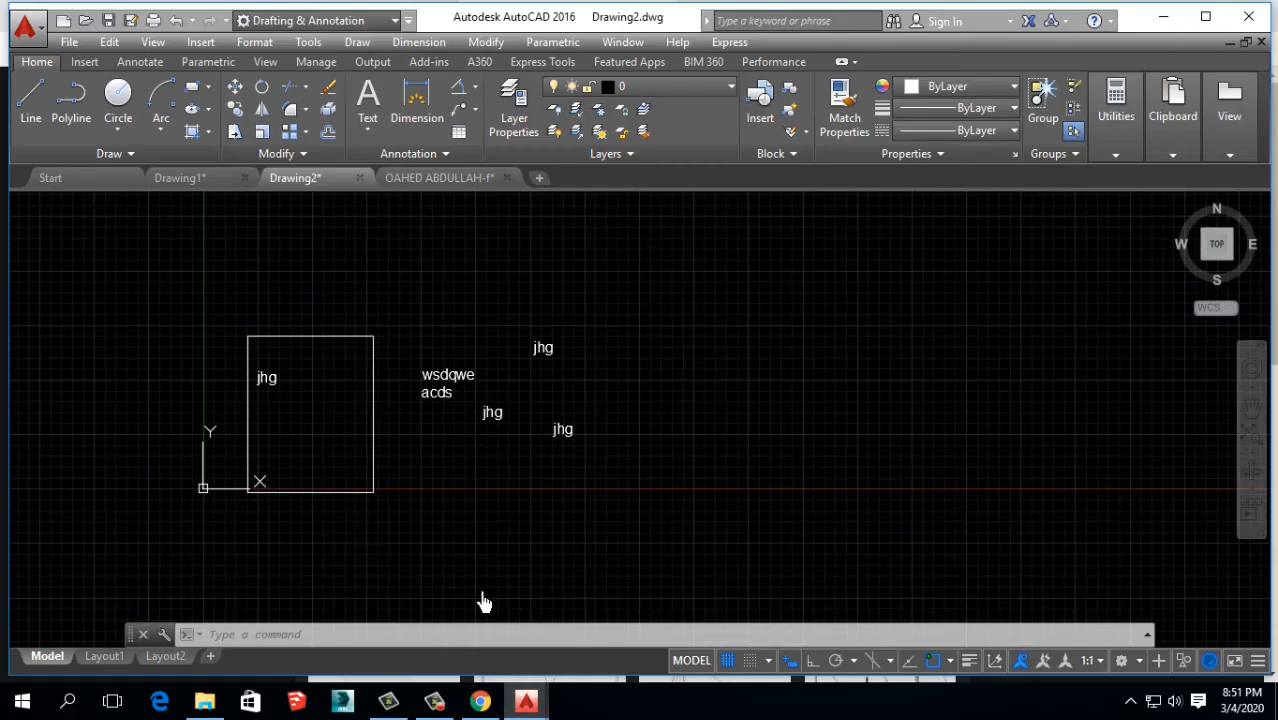 Drafting & Annotation
Autodesk AutoCAD 2016 Drawing2.dwg
Type a keyword or phrase
Sign In
File Edit View Insert Format Tools Draw Dimension Modify Parametric Window Help Express
Home Insert Annotate Parametric View Manage Output Add-ins A360 Express Tools Featured Apps BIM 360 Performance
Line Polyline Circle Arc
Text Dimension
Layer
Properties
0
Insert
Match
Properties
ByLayer
ByLayer
ByLayer
Group
Utilities
Clipboard
View
Draw Modify Annotation Layers Block Properties Groups
Start Drawing1* Drawing2* OAHED ABDULLAH-f*
N
W TOP E
S
WCS
jhg
jhg
wsdqwe
acds
jhg
jhg
Y
X
Type a command
Model Layout1 Layout2
MODEL
1:1
8:51 PM
3/4/2020